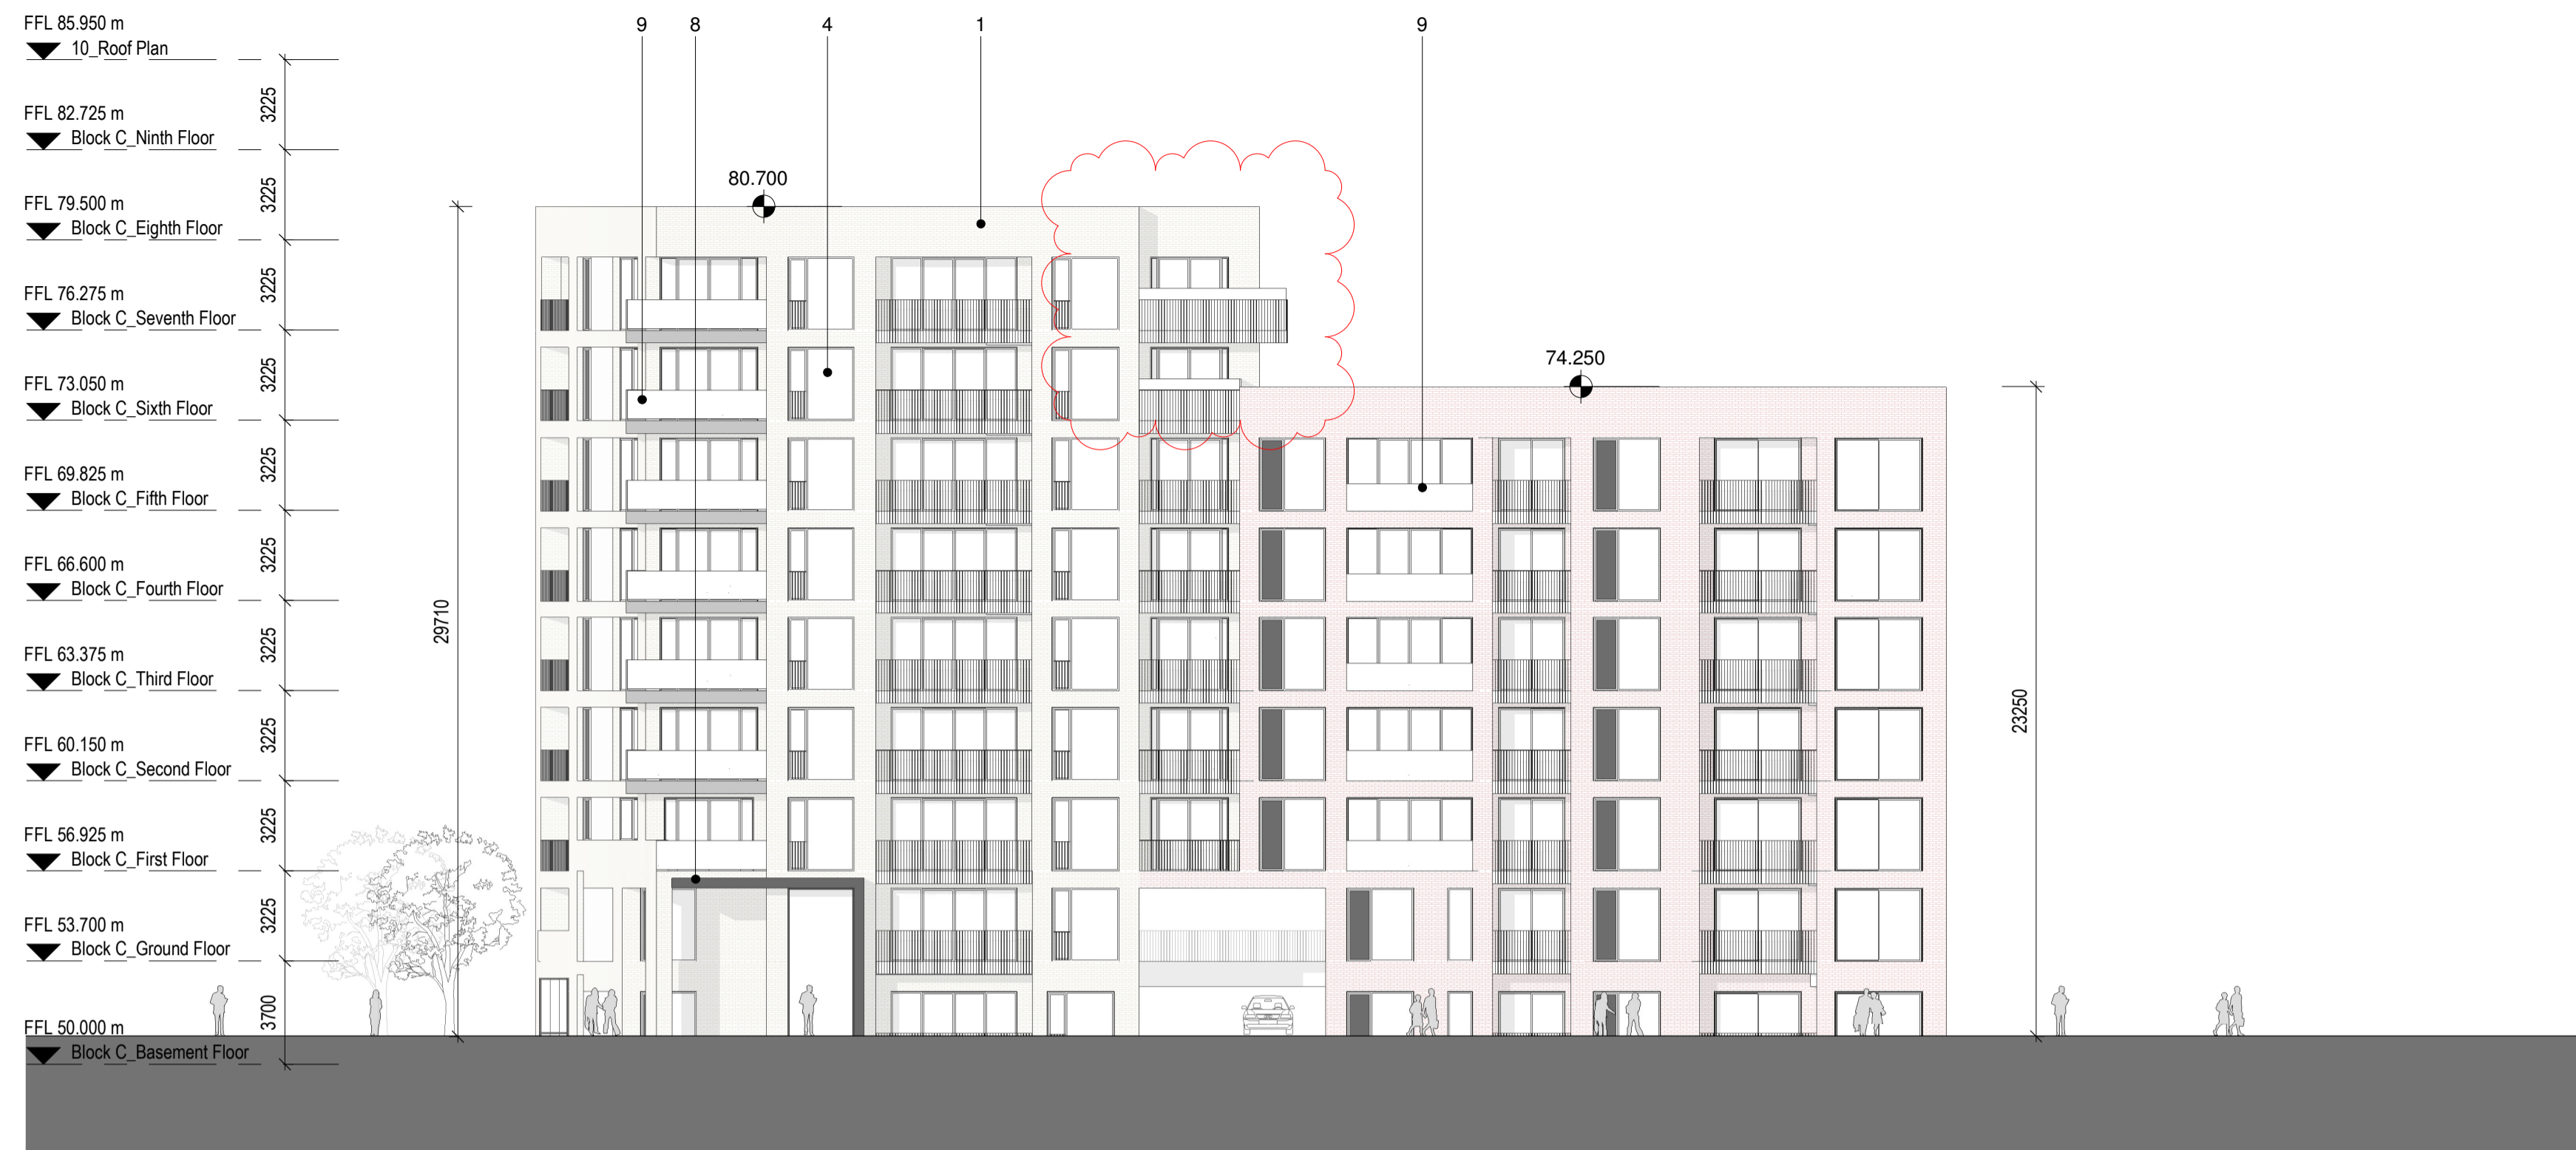 9 8 4 1 9
FFL 85.950 m
10_Roof Plan
3225
FFL 82.725 m
Block C_Ninth Floor
3225
80.700
FFL 79.500 m
Block C_Eighth Floor
3225
FFL 76.275 m
Block C_Seventh Floor
3225
74.250
FFL 73.050 m
Block C_Sixth Floor
3225
FFL 69.825 m
Block C_Fifth Floor
3225
FFL 66.600 m
Block C_Fourth Floor
3225
29710
FFL 63.375 m
Block C_Third Floor
3225
23250
FFL 60.150 m
Block C_Second Floor
3225
FFL 56.925 m
Block C_First Floor
3225
FFL 53.700 m
Block C_Ground Floor
3700
FFL 50.000 m
Block C_Basement Floor